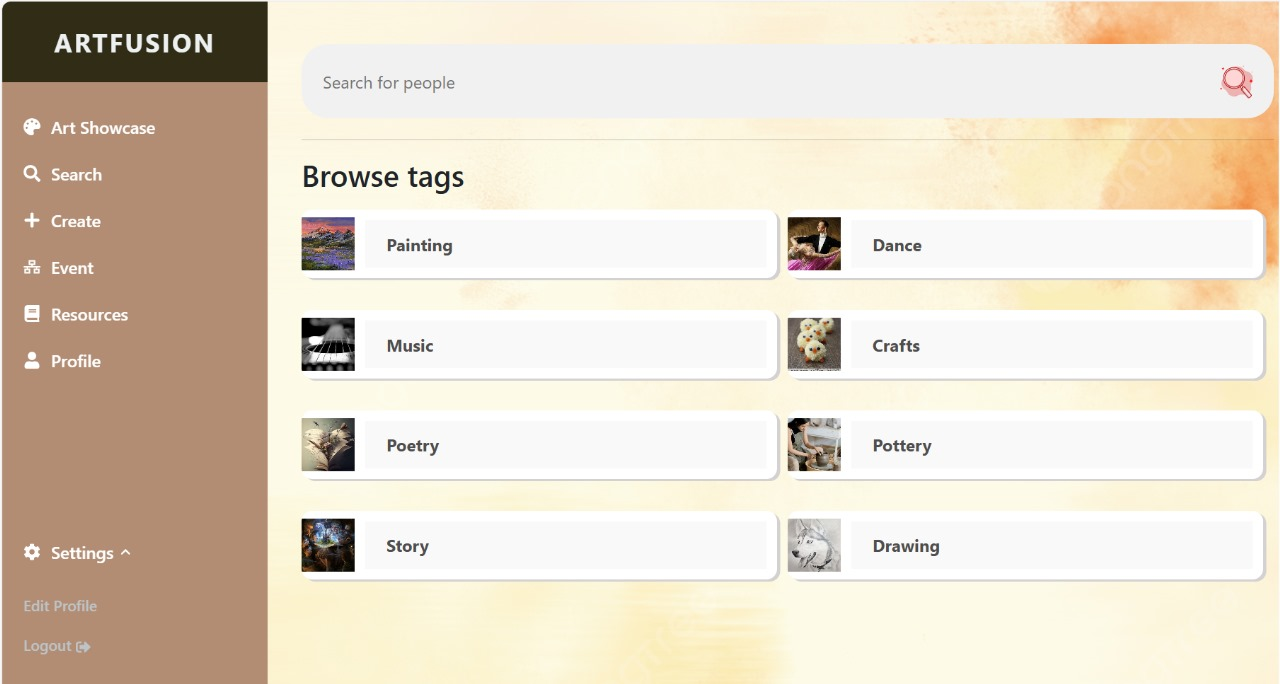 ARTFUSION
Art Showcase
Search
Create
Event
Resources
Profile
Settings
Edit Profile
Logout
Search for people
Browse tags
Painting
Dance
Music
Crafts
Poetry
Pottery
Story
Drawing